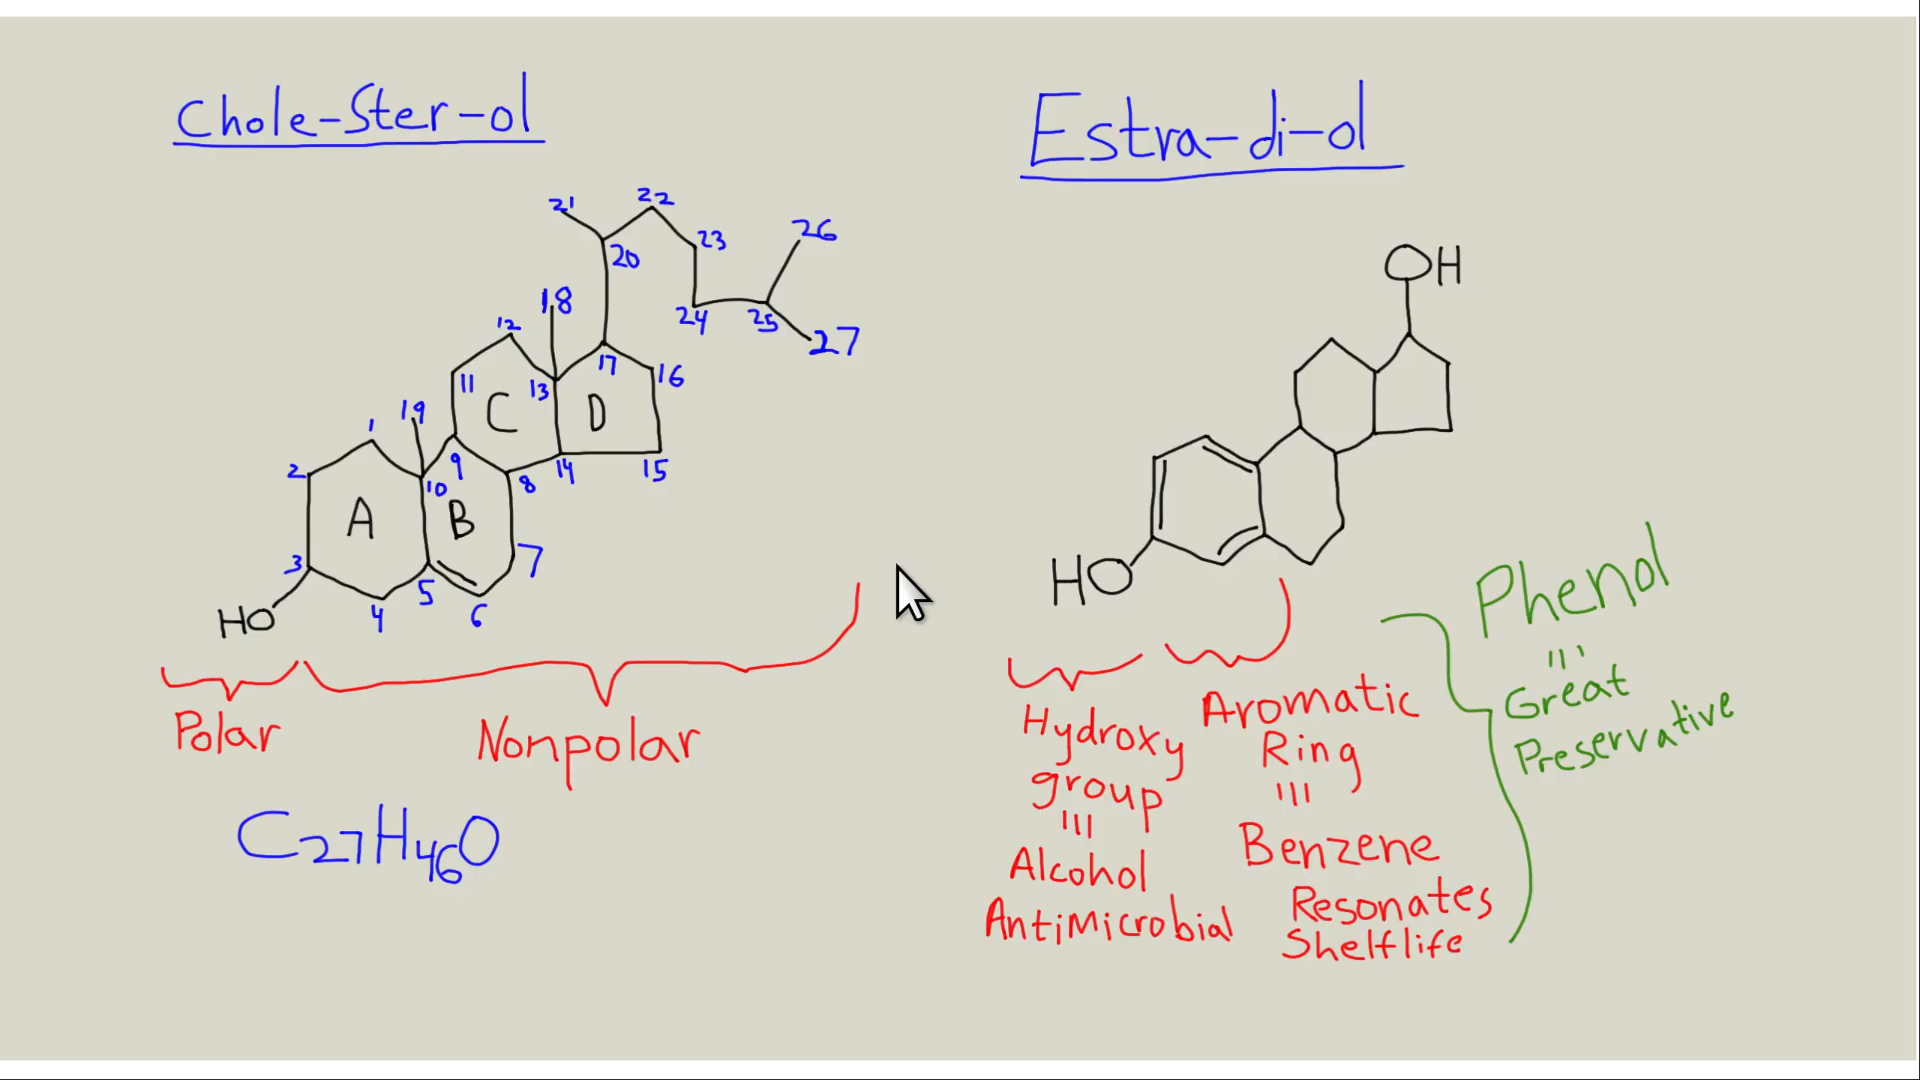 Chole-Ster-ol
21
22
23
20
26
24
25
27
18
12
11
13
17
16
C
D
19
1
2
10
9
8
14
15
A
B
3
4
5
6
7
HO
Polar
Nonpolar
C27H46O
Estra-di-ol
OH
HO
Hydroxy
group
Alcohol
AntiMicrobial
Aromatic
Ring
Benzene
Resonates
Shelflife
Phenol
Great
Preservative